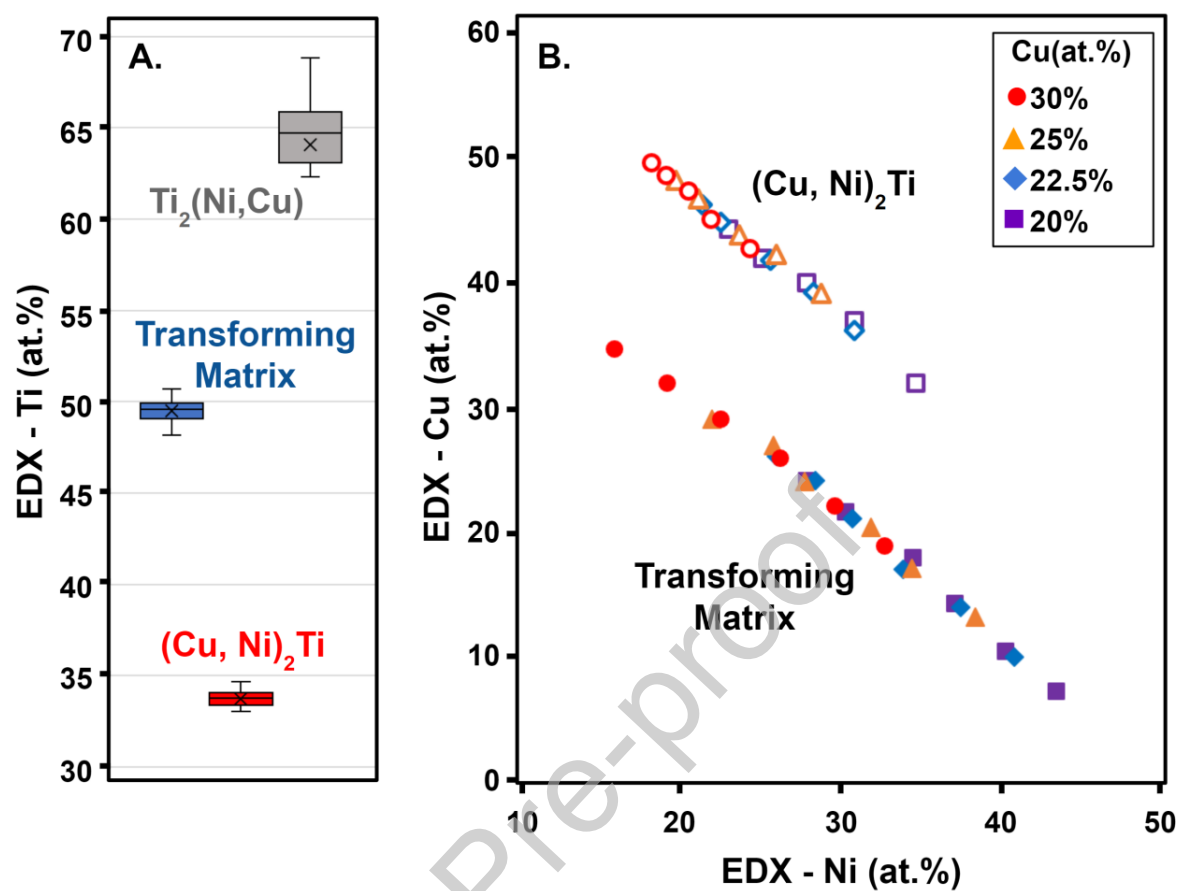 A.
EDX - Ti (at.%)
70
65
60
55
50
45
40
35
30
Ti₂(Ni,Cu)
Transforming
Matrix
(Cu, Ni)₂Ti
B.
EDX - Cu (at.%)
60
50
40
30
20
10
0
Cu(at.%)
30%
25%
22.5%
20%
(Cu, Ni)₂Ti
Transforming
Matrix
10
20
30
40
50
EDX - Ni (at.%)
Pre-proof